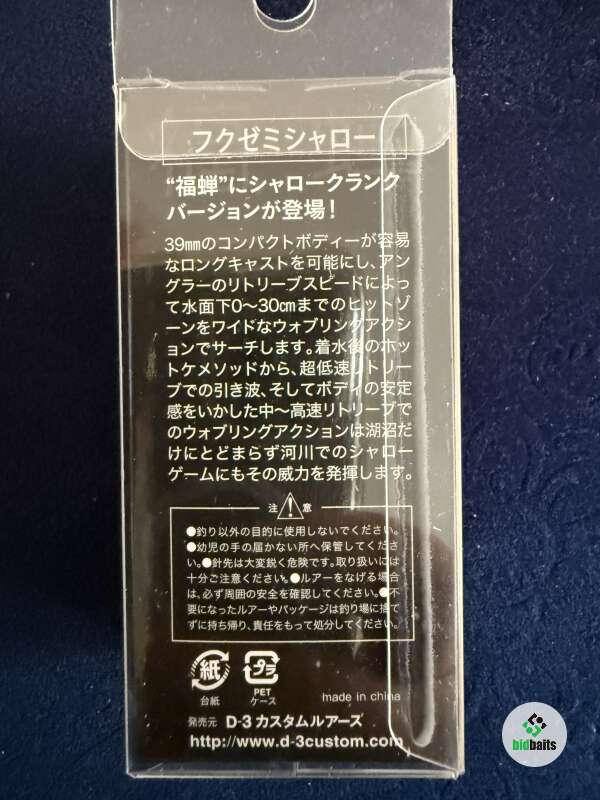 フクゼミシャロー
“福蝉”にシャロークランク
バージョンが登場！
39㎜のコンパクトボディーが容易
なロングキャストを可能にし、アン
グラーのリトリーブスピードによっ
て水面下0〜30㎝までのヒットゾ
ーンをワイドなウォブリングアクシ
ョンでサーチします。着水後のホッ
トケメソッドから、超低速リトリー
ブでの引き波、そしてボディの安定
感をいかした中〜高速リトリーブで
のウォブリングアクションは湖沼だ
けにとどまらず河川でのシャロー
ゲームにもその威力を発揮します。
注 ! 意
●釣り以外の目的に使用しないでください。
●幼児の手の届かない所へ保管してくださ
い。●針先は大変鋭く危険です。取り扱いには
十分ご注意ください。●ルアーをなげる場合
は、必ず周囲の安全を確認してください。●不
要になったルアーやパッケージは釣り場に捨て
ずに持ち帰り、責任をもって処分してください。
紙 プラ
台紙
PET
ケース
made in china
発売元 D-3 カスタムルアーズ
http://www.d-3custom.com
bidbaits